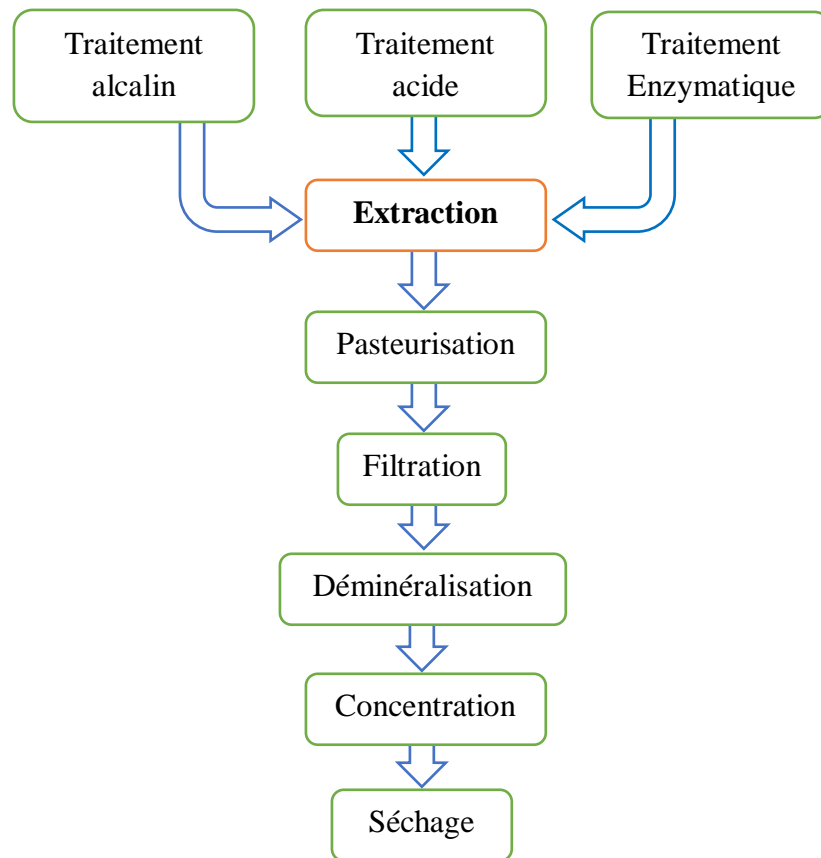 Traitement
alcalin
Traitement
acide
Traitement
Enzymatique
Extraction
Pasteurisation
Filtration
Déminéralisation
Concentration
Séchage